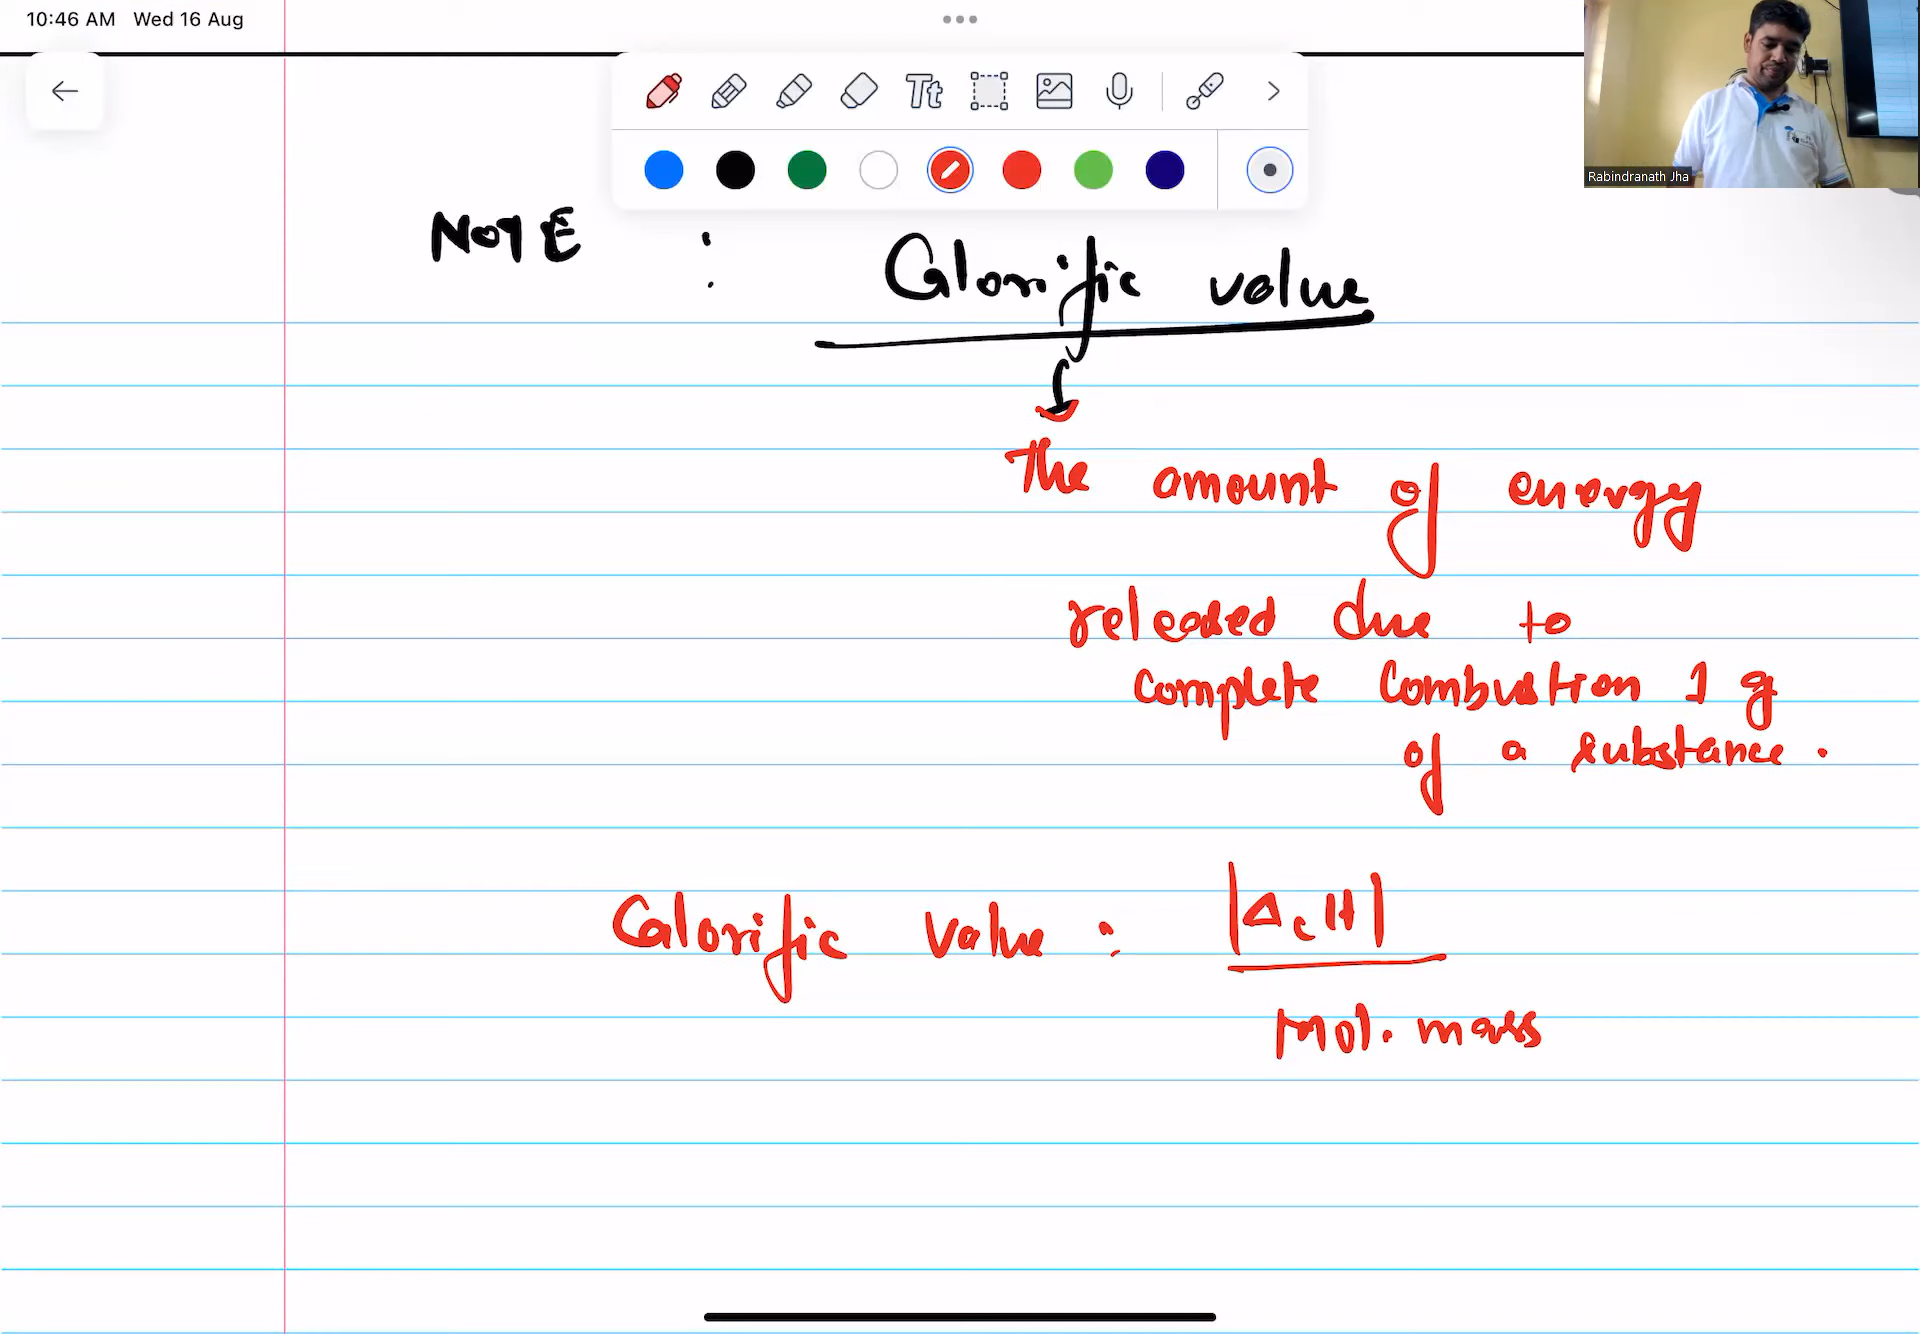 10:46 AM Wed 16 Aug
Tt
Rabindranath Jha
NOTE : Calorific value
The amount of energy
released due to
complete combustion 1 g
of a substance.
Calorific value : |ΔcH|
Mol. mass